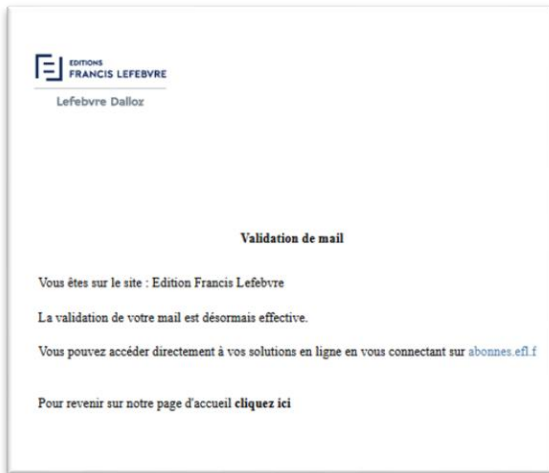 EDITIONS
FRANCIS LEFEBVRE
Lefebvre Dalloz
Validation de mail
Vous êtes sur le site : Edition Francis Lefebvre
La validation de votre mail est désormais effective.
Vous pouvez accéder directement à vos solutions en ligne en vous connectant sur abonnes.efl.f
Pour revenir sur notre page d'accueil cliquez ici